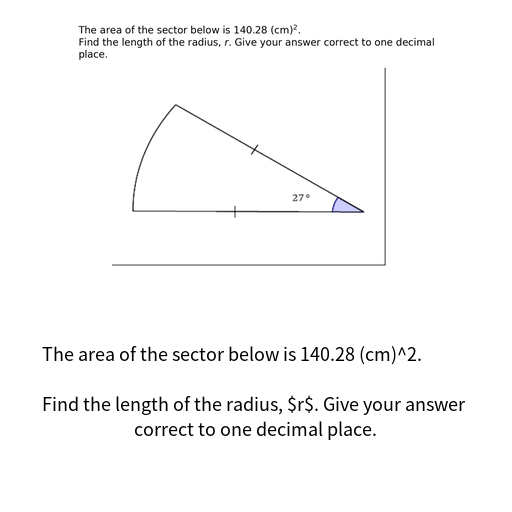 The area of the sector below is 140.28 (cm)².
Find the length of the radius, r. Give your answer correct to one decimal
place.
27°
The area of the sector below is 140.28 (cm)^2.
Find the length of the radius, $r$. Give your answer
correct to one decimal place.